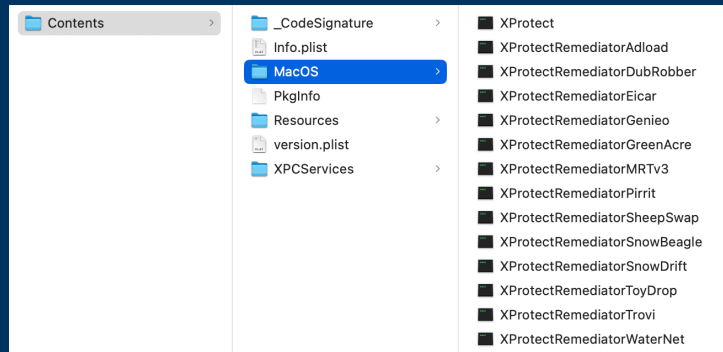 Contents
_CodeSignature
Info.plist
MacOS
PkgInfo
Resources
version.plist
XPCServices
XProtect
XProtectRemediatorAdload
XProtectRemediatorDubRobber
XProtectRemediatorEicar
XProtectRemediatorGenieo
XProtectRemediatorGreenAcre
XProtectRemediatorMRTv3
XProtectRemediatorPirrit
XProtectRemediatorSheepSwap
XProtectRemediatorSnowBeagle
XProtectRemediatorSnowDrift
XProtectRemediatorToyDrop
XProtectRemediatorTrovi
XProtectRemediatorWaterNet